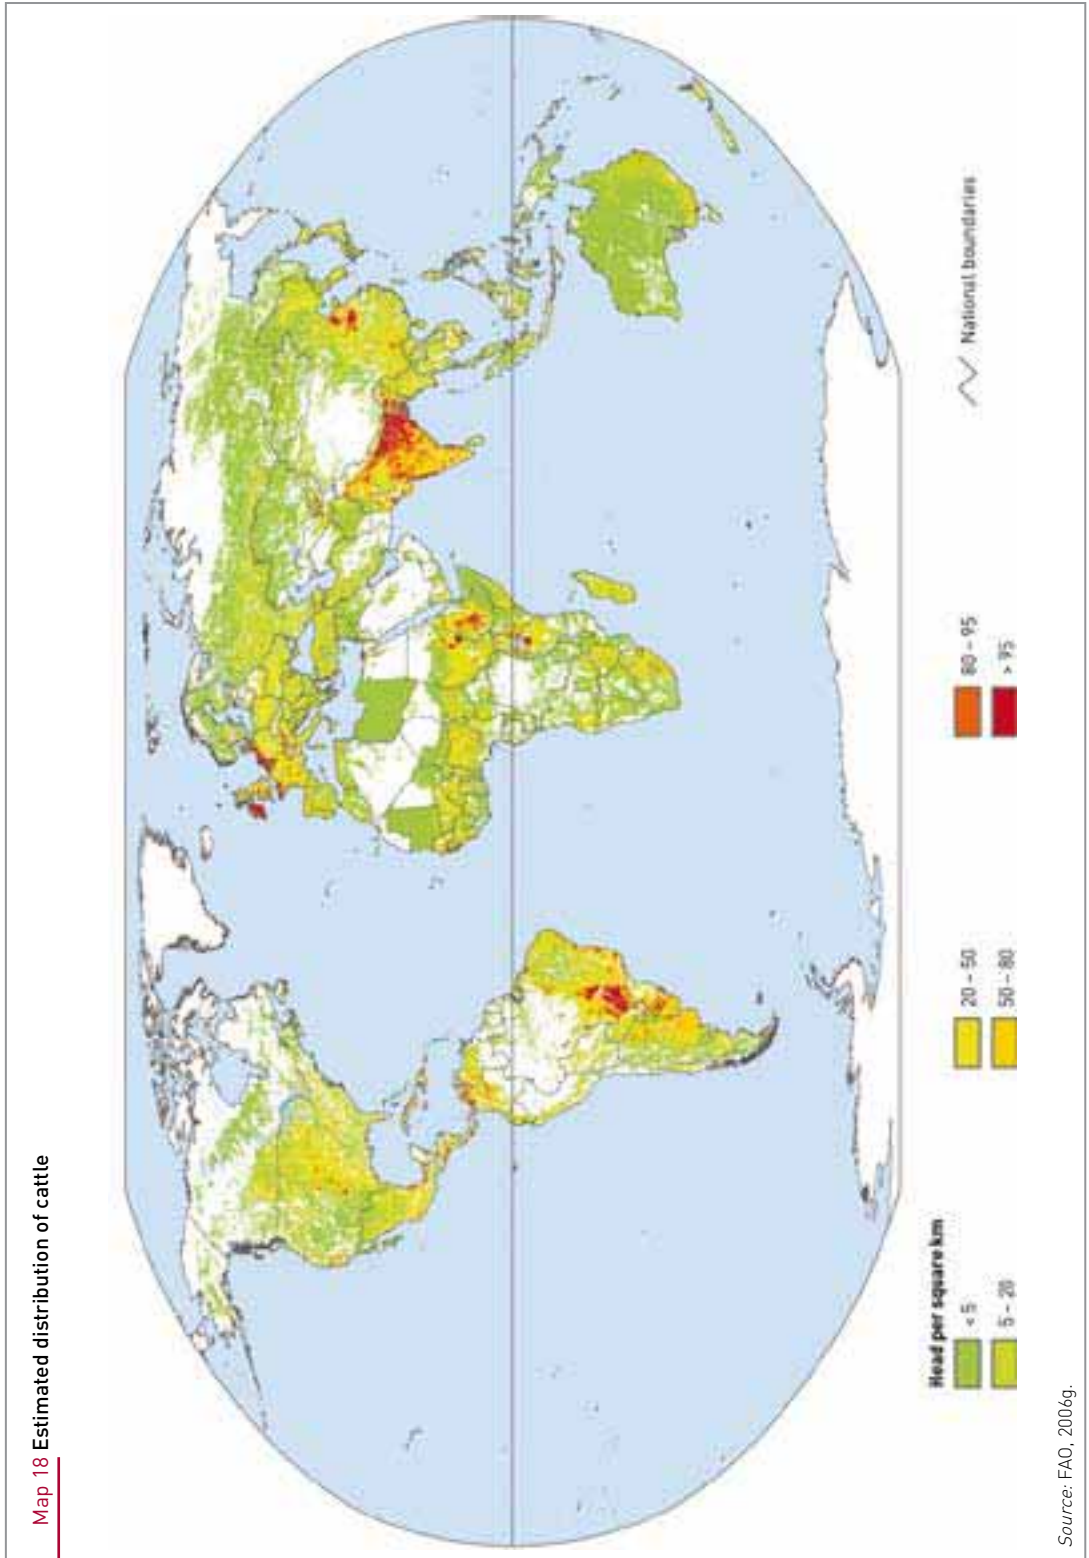 Map 18 Estimated distribution of cattle
Head per square km
< 5
5 – 20
20 – 50
50 – 80
80 – 95
> 95
National boundaries
Source: FAO, 2006g.